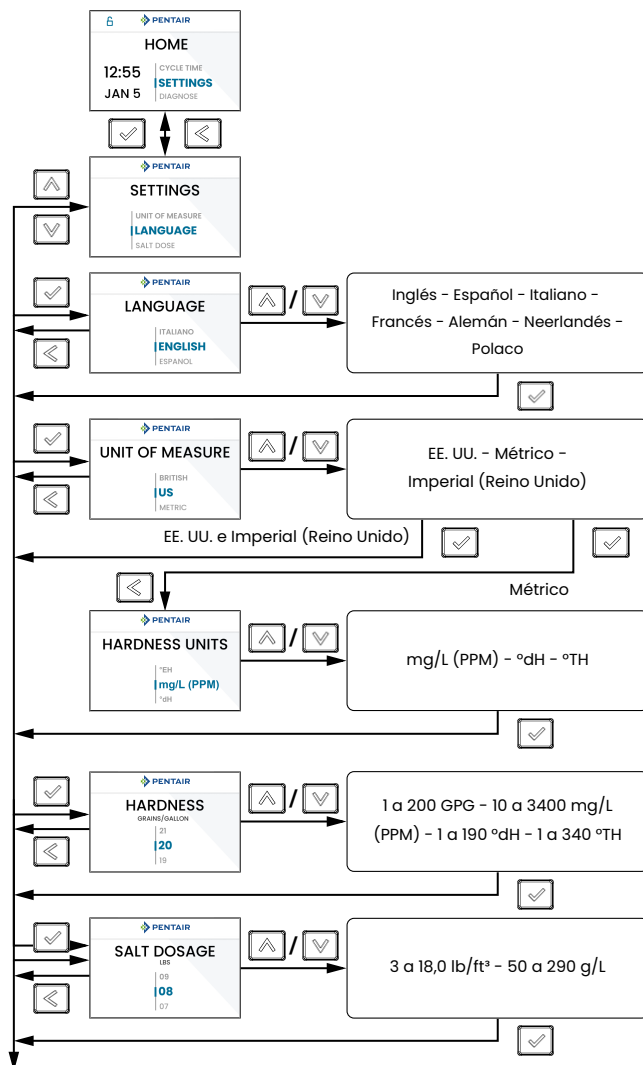 PENTAIR
HOME
12:55
JAN 5
CYCLE TIME
SETTINGS
DIAGNOSE
PENTAIR
SETTINGS
UNIT OF MEASURE
LANGUAGE
SALT DOSE
PENTAIR
LANGUAGE
ITALIANO
ENGLISH
ESPANOL
/
Inglés - Español - Italiano -
Francés - Alemán - Neerlandés -
Polaco
PENTAIR
UNIT OF MEASURE
BRITISH
US
METRIC
/
EE. UU. - Métrico -
Imperial (Reino Unido)
EE. UU. e Imperial (Reino Unido)
Métrico
PENTAIR
HARDNESS UNITS
°EH
mg/L (PPM)
°dH
/
mg/L (PPM) - °dH - °TH
PENTAIR
HARDNESS
GRAINS/GALLON
21
20
19
/
1 a 200 GPG - 10 a 3400 mg/L
(PPM) - 1 a 190 °dH - 1 a 340 °TH
PENTAIR
SALT DOSAGE
LBS
09
08
07
/
3 a 18,0 lb/ft³ - 50 a 290 g/L